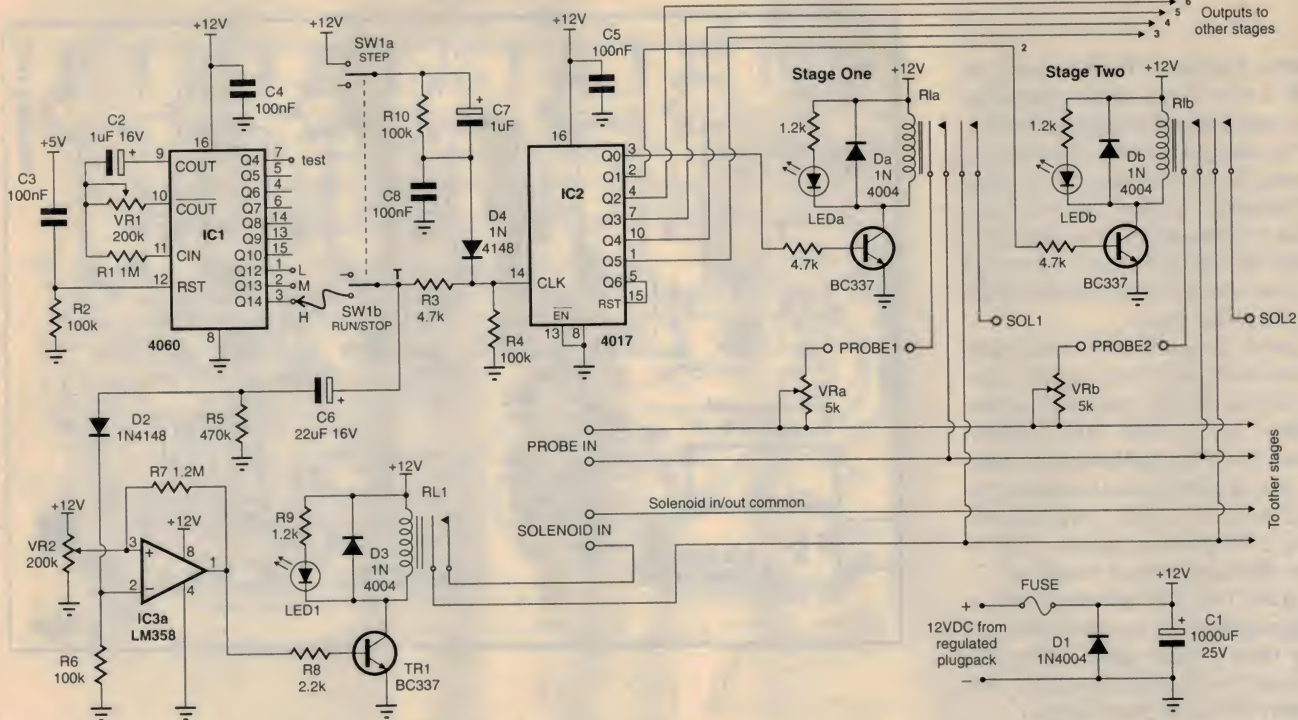 +12V
C4
100nF
C2
1uF 16V
+
+5V
C3
100nF
VR1
200k
R1 1M
R2
100k
16
9
COUT
10
COUT
11
CIN
12
RST
IC1
8
4060
Q4
7
test
Q5
5
Q6
4
Q7
6
Q8
14
Q9
13
Q10
15
Q12
1
L
Q13
2
M
Q14
3
H
+12V
SW1a
STEP
R10
100k
+
C7
1uF
C8
100nF
D4
1N
4148
T
SW1b
RUN/STOP
R3
4.7k
R4
100k
+12V
C5
100nF
16
IC2
14
CLK
EN
13
8
4017
Q0
3
Q1
2
Q2
4
Q3
7
Q4
10
Q5
1
Q6
5
RST
15
6
5
4
3
Outputs to
other stages
2
Stage One
+12V
Rla
1.2k
Da
1N
4004
LEDa
4.7k
BC337
SOL1
PROBE1
VRa
5k
Stage Two
+12V
Rlb
1.2k
Db
1N
4004
LEDb
4.7k
BC337
SOL2
PROBE2
VRb
5k
PROBE IN
Solenoid in/out common
SOLENOID IN
To other stages
D2
1N4148
R5
470k
+
C6
22uF 16V
R7 1.2M
+12V
VR2
200k
+12V
3
+
8
1
2
−
4
IC3a
LM358
R6
100k
+12V
RL1
R9
1.2k
D3
1N
4004
LED1
R8
2.2k
TR1
BC337
FUSE
+12V
+
12VDC from
regulated
plugpack
−
D1
1N4004
+
C1
1000uF
25V